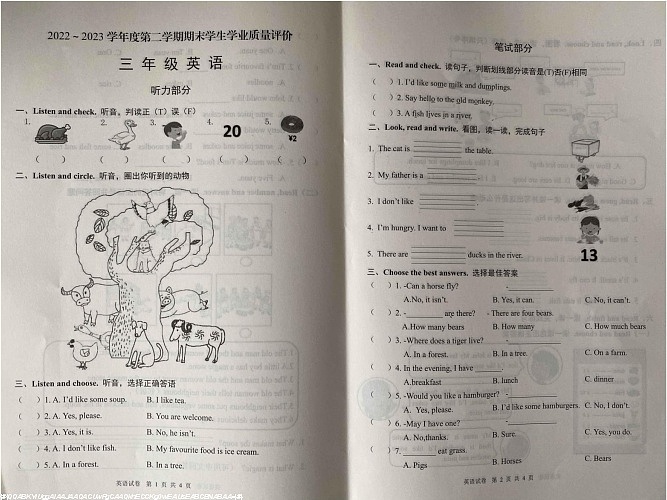 2022～2023学年度第二学期期末学生学业质量评价
三 年 级 英 语
听力部分
一、Listen and check. 听音，判读正（T）误（F）
1. 2. 3. 4. 5.
20
¥2
( ) ( ) ( ) ( ) ( )
二、Listen and circle. 听音，圈出你听到的动物
三、Listen and choose. 听音，选择正确答语
( )1. A. I'd like some soup. B. I like tea.
( )2. A. Yes, please. B. You are welcome.
( )3. A. Yes, it is. B. No, he isn't.
( )4. A. I don't like fish. B. My favourite food is ice cream.
( )5. A. In a forest. B. In a tree.
英语试卷 第 1 页 共 4 页
笔试部分
一、Read and check. 读句子，判断划线部分读音是(T)否(F)相同
( )1. I'd like some milk and dumplings.
( )2. Say hello to the old monkey.
( )3. A fish lives in a river.
二、Look, read and write. 看图，读一读，完成句子
1. The cat is the table.
2. My father is a
3. I don't like .
4. I'm hungry. I want to
5. There are ducks in the river.
13
三、Choose the best answers. 选择最佳答案
( )1. -Can a horse fly? -
A.No, it isn't. B. Yes, it can. C. No, it can't.
( )2. - are there? - There are four bears.
A.How many bears B. How many C. How much bears
( )3. -Where does a tiger live? -
A. In a forest. B. In a tree. C. On a farm.
( )4. In the evening, I have .
A.breakfast B. lunch C. dinner
( )5. -Would you like a hamburger? -
A. Yes, please. B. I'd like some hamburgers. C. No, I don't.
( )6. -May I have one? -
A. No,thanks. B. Sure. C. Yes, you do.
( )7. eat grass.
A. Pigs B. Horses C. Bears
英语试卷 第 2 页 共 4 页